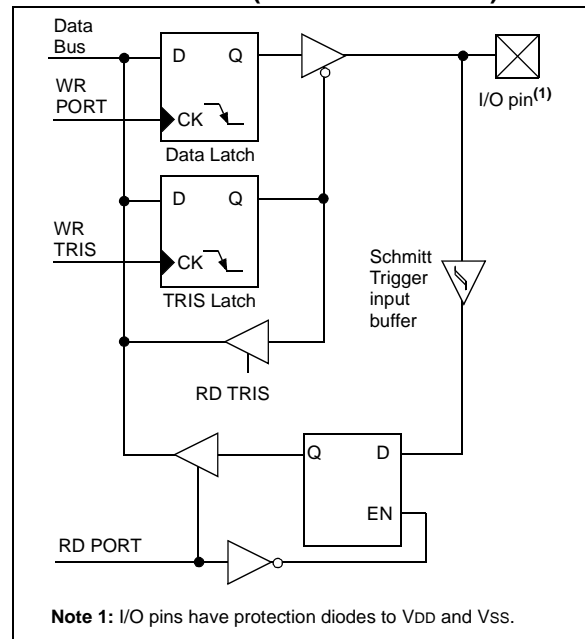 Data
Bus
D Q
WR
PORT
CK
I/O pin(1)
Data Latch
D Q
WR
TRIS
CK
Schmitt
Trigger
input
buffer
TRIS Latch
RD TRIS
Q D
EN
RD PORT
Note 1: I/O pins have protection diodes to VDD and VSS.